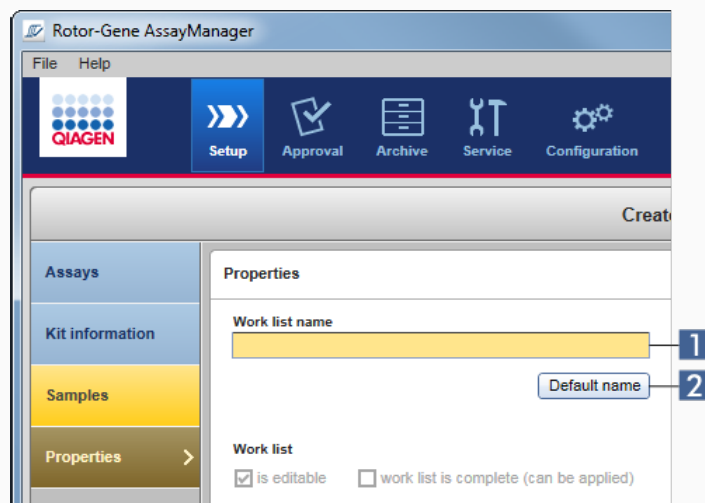 Rotor-Gene AssayManager
File Help
QIAGEN
Setup Approval Archive Service Configuration
Assays
Properties
Work list name
1
Kit information
Default name
2
Samples
Properties
Work list
is editable work list is complete (can be applied)